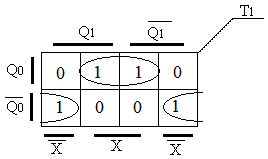 T1
Q1 Q̅1̅
Q0 0 1 1 0
Q̅0̅ 1 0 0 1
X̅ X X̅